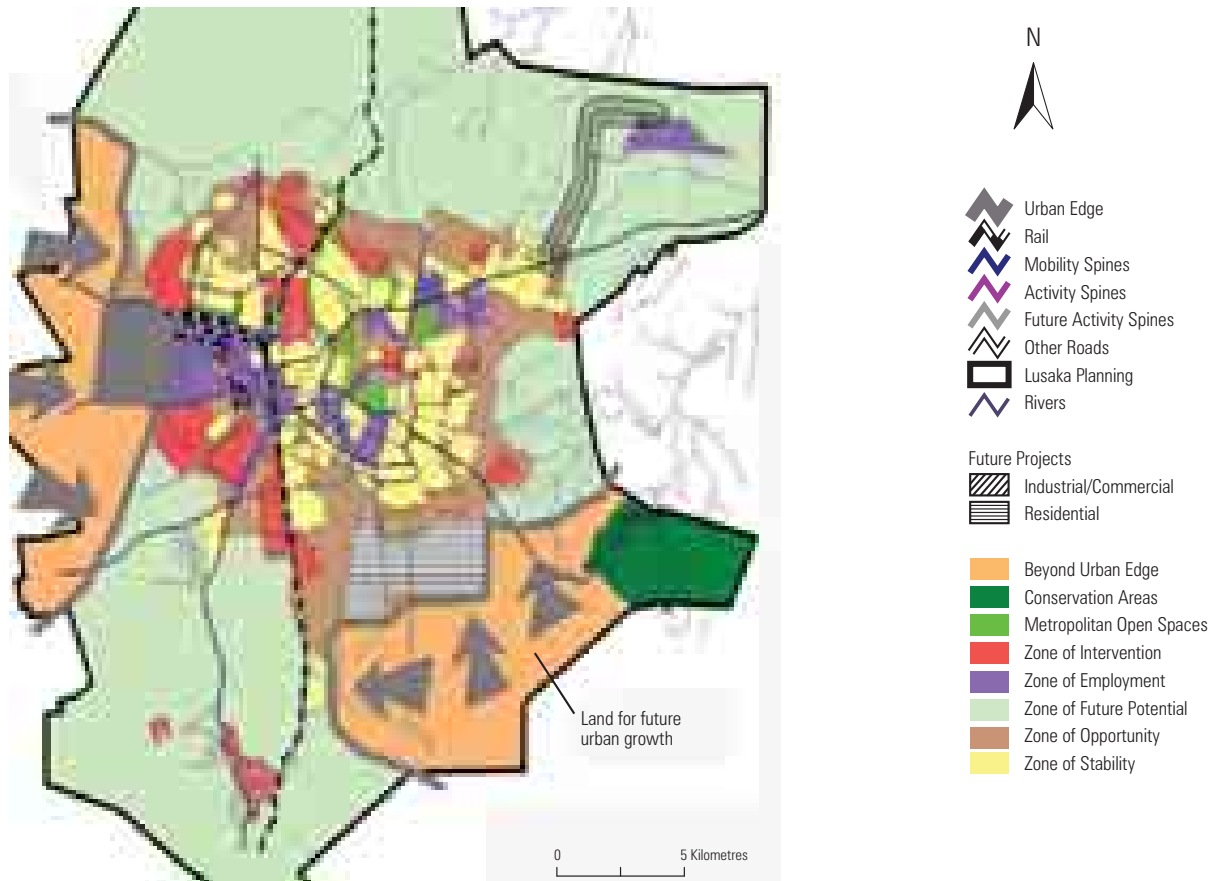 N
Urban Edge
Rail
Mobility Spines
Activity Spines
Future Activity Spines
Other Roads
Lusaka Planning
Rivers
Future Projects
Industrial/Commercial
Residential
Beyond Urban Edge
Conservation Areas
Metropolitan Open Spaces
Zone of Intervention
Zone of Employment
Zone of Future Potential
Zone of Opportunity
Zone of Stability
Land for future
urban growth
0 5 Kilometres